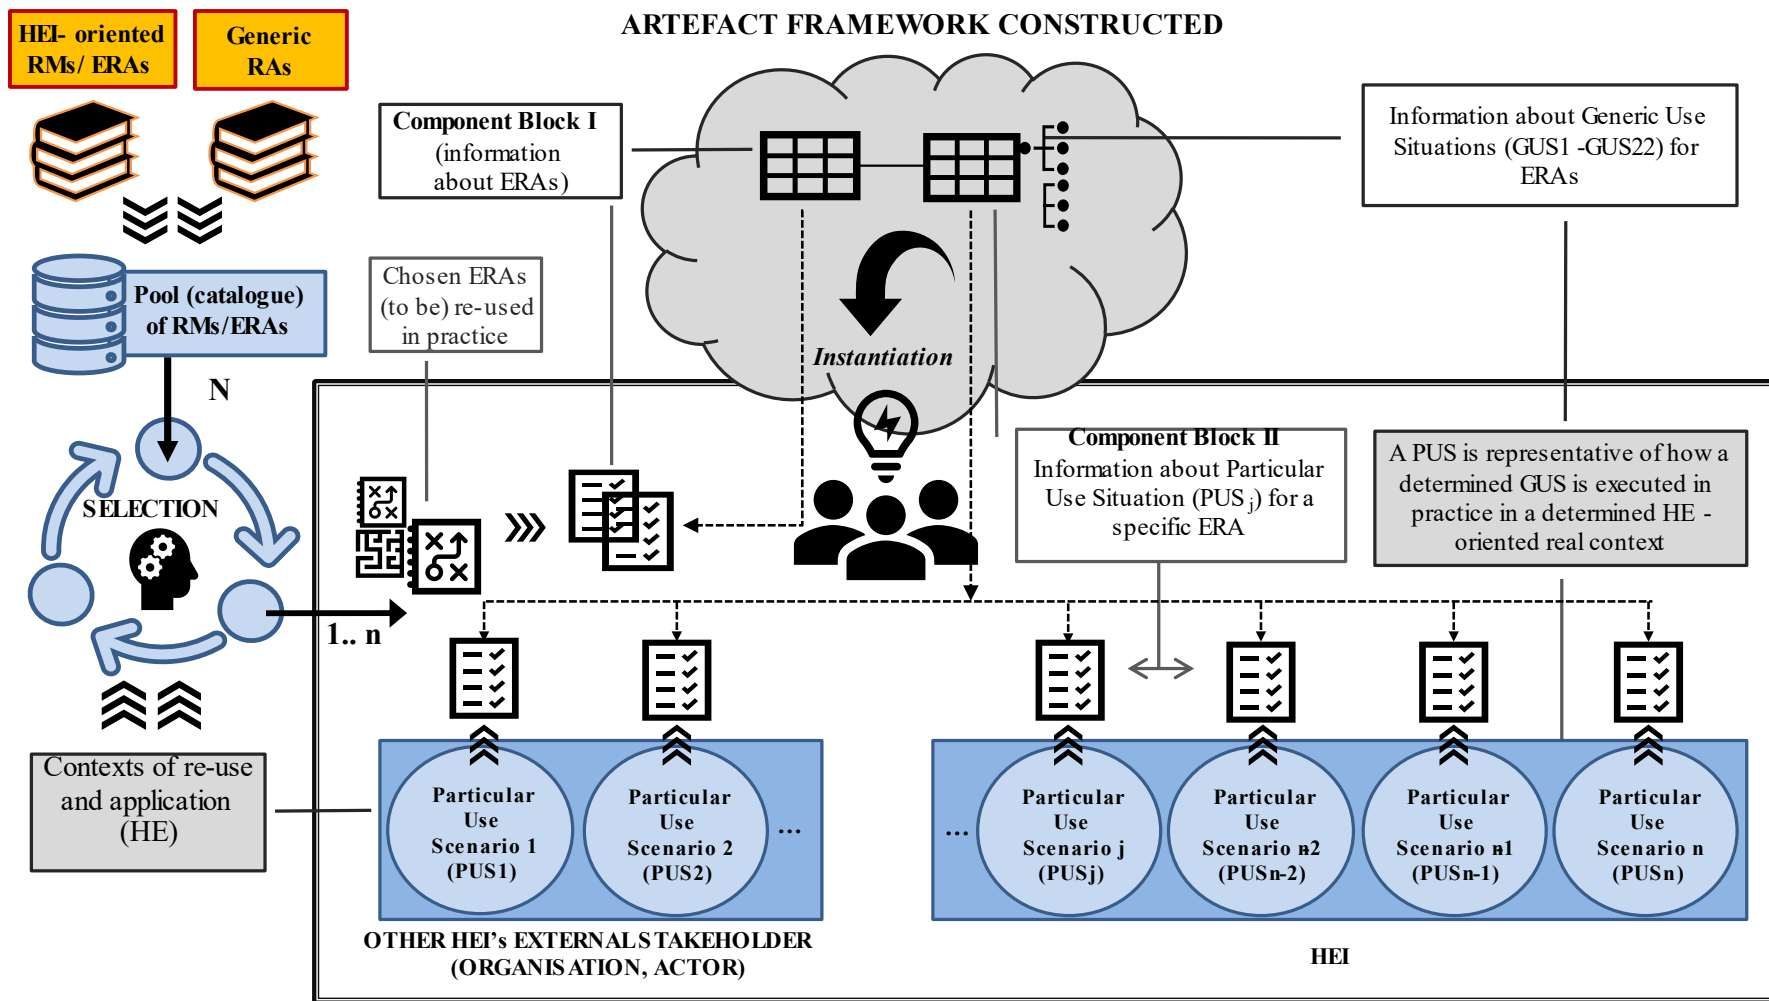 ARTEFACT FRAMEWORK CONSTRUCTED
HEI- oriented
RMs/ ERAs
Generic
RAs
Component Block I
(information
about ERAs)
Information about Generic Use
Situations (GUS1 -GUS22) for
ERAs
Pool (catalogue)
of RMs/ERAs
Chosen ERAs
(to be) re-used
in practice
Instantiation
N
SELECTION
1.. n
Component Block II
Information about Particular
Use Situation (PUS j) for a
specific ERA
A PUS is representative of how a
determined GUS is executed in
practice in a determined HE -
oriented real context
Contexts of re-use
and application
(HE)
Particular
Use
Scenario 1
(PUS1)
Particular
Use
Scenario 2
(PUS2)
...
...
Particular
Use
Scenario j
(PUSj)
Particular
Use
Scenario n-2
(PUSn-2)
Particular
Use
Scenario n-1
(PUSn-1)
Particular
Use
Scenario n
(PUSn)
OTHER HEI's EXTERNAL STAKEHOLDER
(ORGANISATION, ACTOR)
HEI